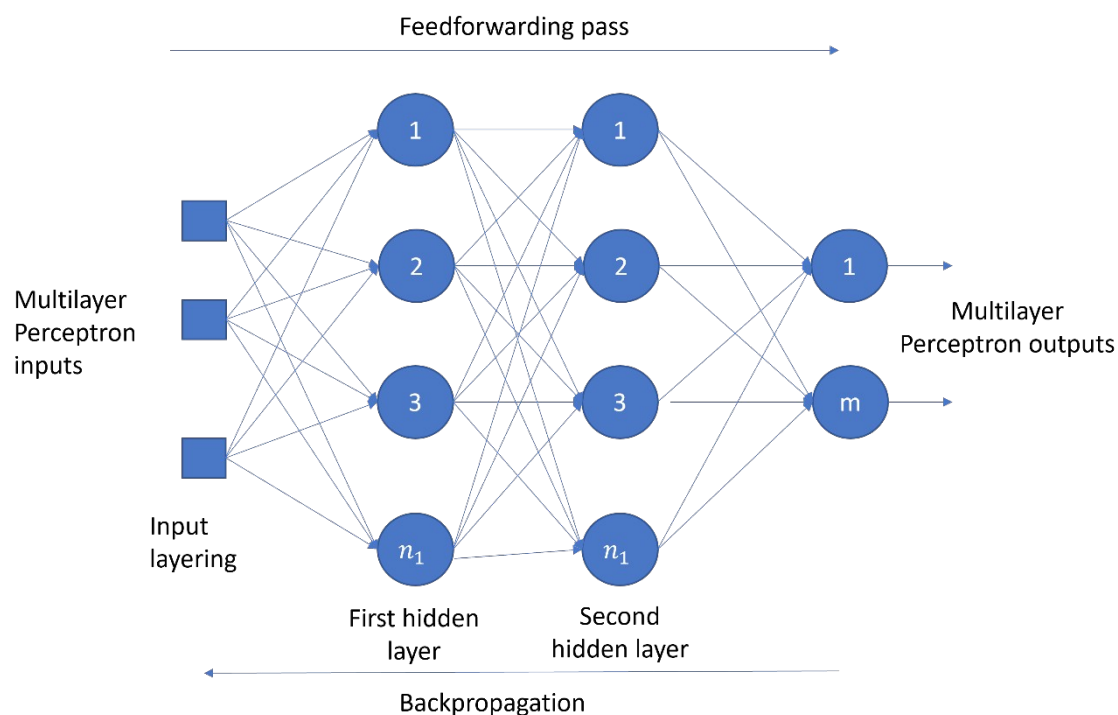 Feedforwarding pass
1
1
2
2
1
Multilayer
Perceptron
inputs
Multilayer
Perceptron outputs
3
3
m
Input
layering
n₁
n₁
First hidden
layer
Second
hidden layer
Backpropagation